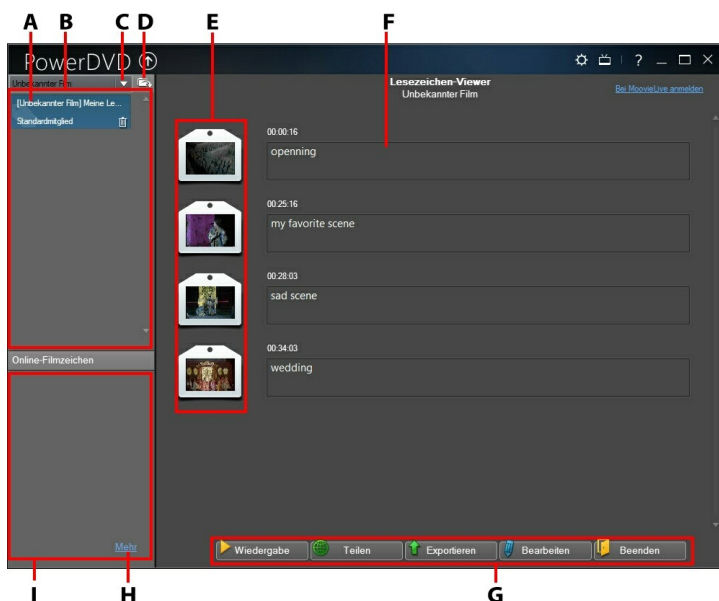 A B C D E F
PowerDVD
Unbekannter Film
Lesezeichen-Viewer
Unbekannter Film
Bei MoovieLive anmelden
[Unbekannter Film] Meine Le...
Standardmitglied
00:00:16
openning
00:25:16
my favorite scene
00:28:03
sad scene
00:34:03
wedding
Online-Filmzeichen
Mehr
Wiedergabe Teilen Exportieren Bearbeiten Beenden
I H G